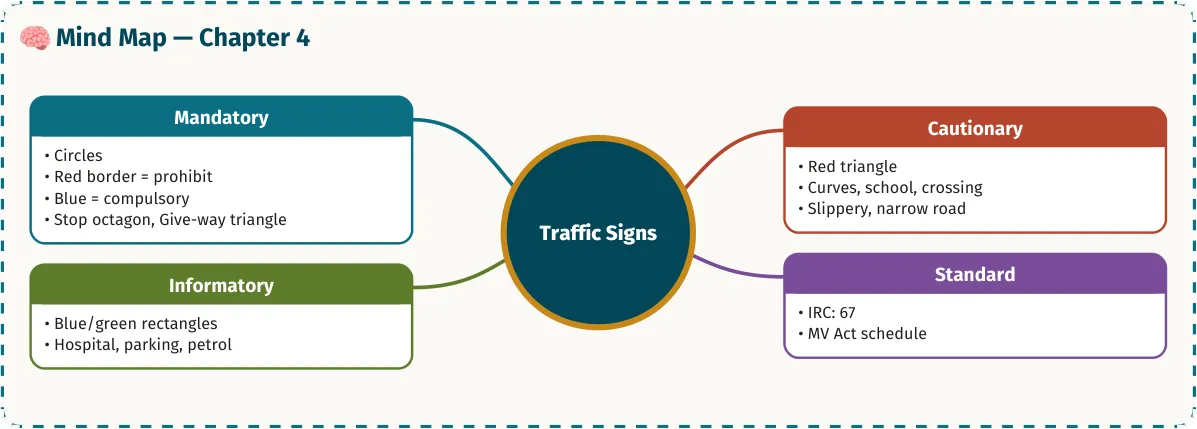 🧠 Mind Map — Chapter 4
Mandatory
• Circles
• Red border = prohibit
• Blue = compulsory
• Stop octagon, Give-way triangle
Informatory
• Blue/green rectangles
• Hospital, parking, petrol
Traffic Signs
Cautionary
• Red triangle
• Curves, school, crossing
• Slippery, narrow road
Standard
• IRC: 67
• MV Act schedule